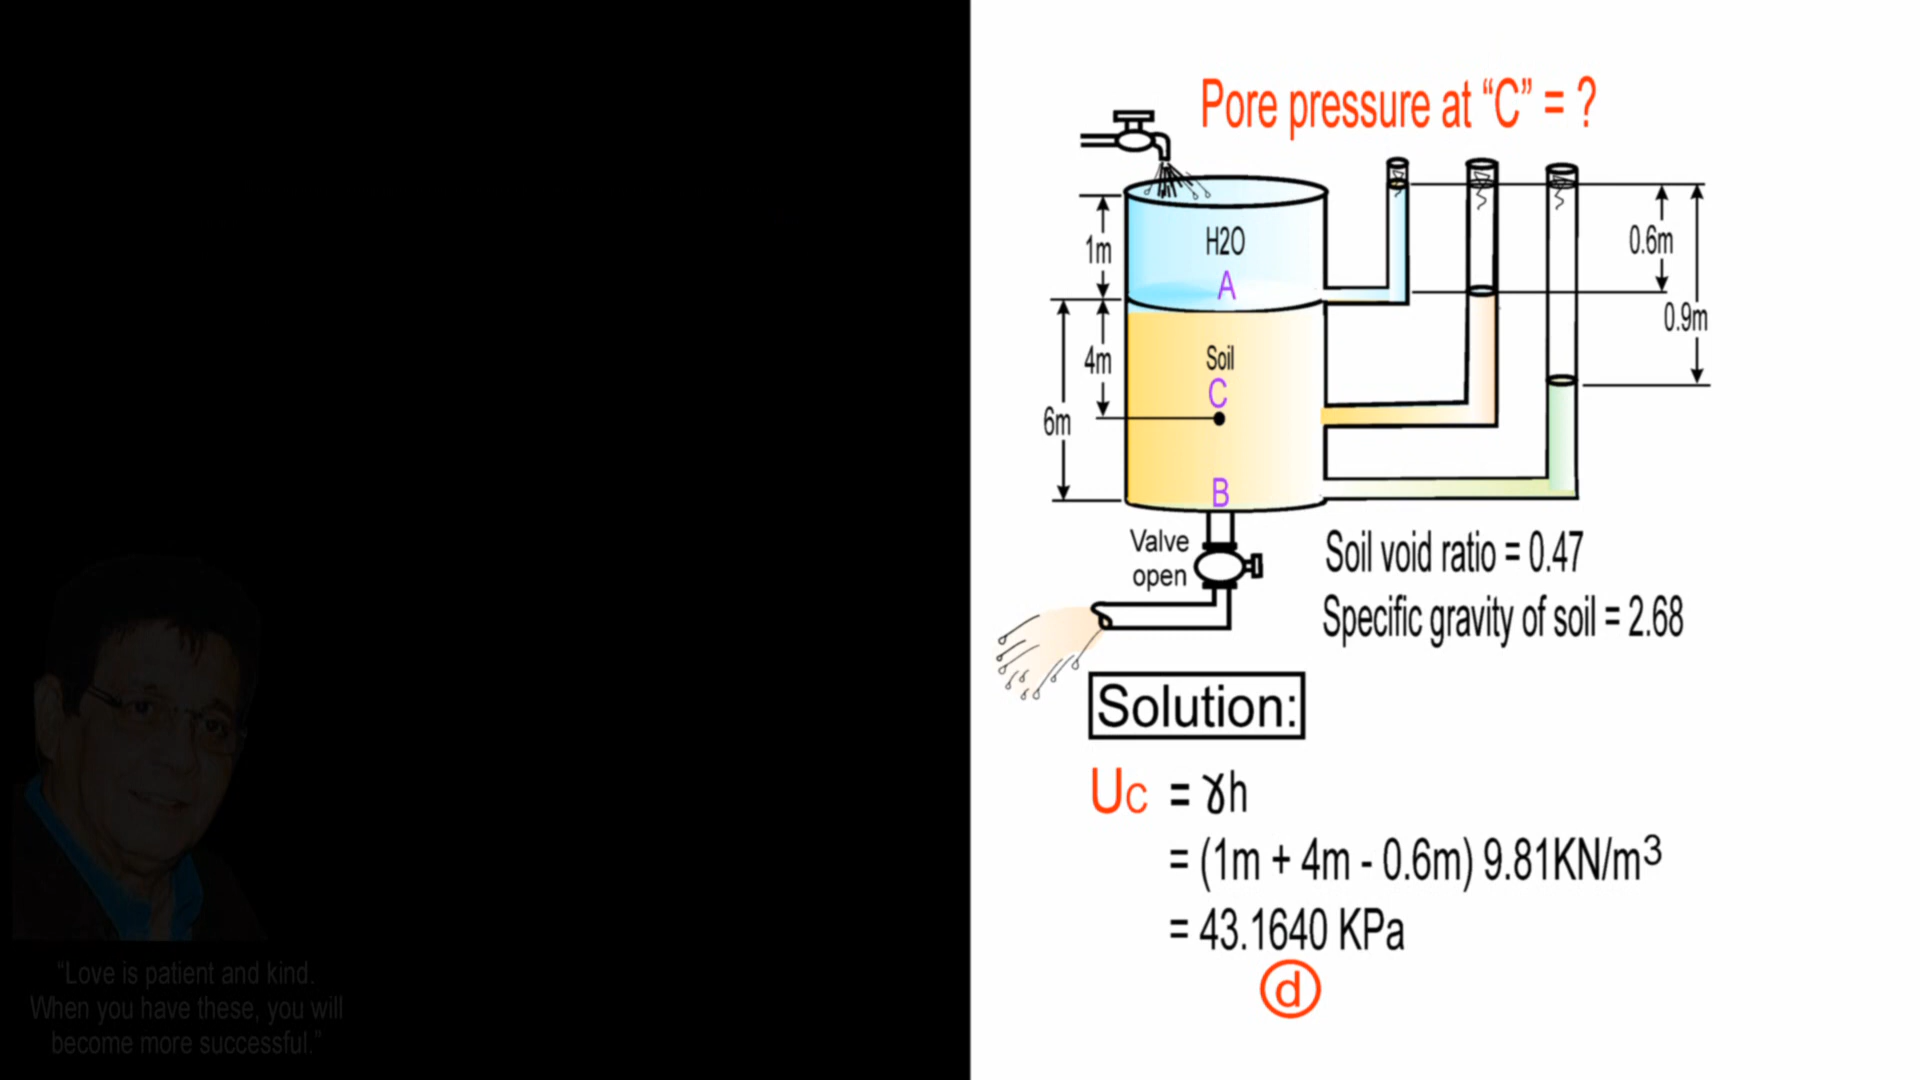 Pore pressure at “C” = ?
1m
H2O
A
0.6m
0.9m
4m
Soil
C
6m
B
Valve
open
Soil void ratio = 0.47
Specific gravity of soil = 2.68
Solution:
Uc = ɣh
= (1m + 4m - 0.6m) 9.81KN/m³
= 43.1640 KPa
d
“Love is patient and kind.
When you have these, you will
become more successful.”